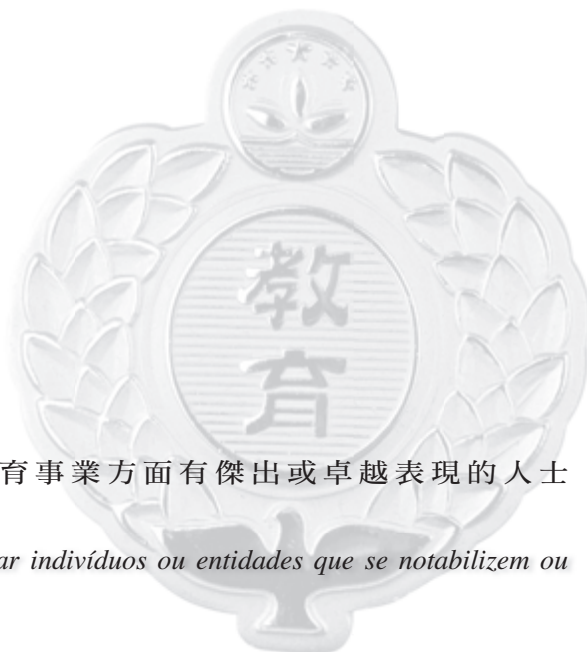 教
育
育事業方面有傑出或卓越表現的人士
ar indivíduos ou entidades que se notabilizem ou